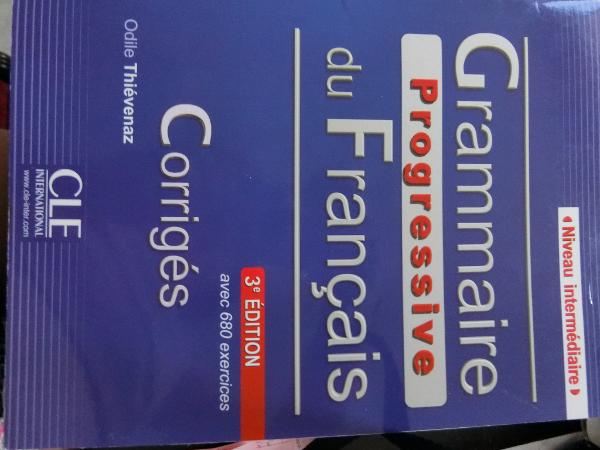 Niveau intermédiaire
Grammaire
Progressive
du Français
3e ÉDITION
avec 680 exercices
Corrigés
Odile Thiévenaz
CLE
INTERNATIONAL
www.cle-inter.com